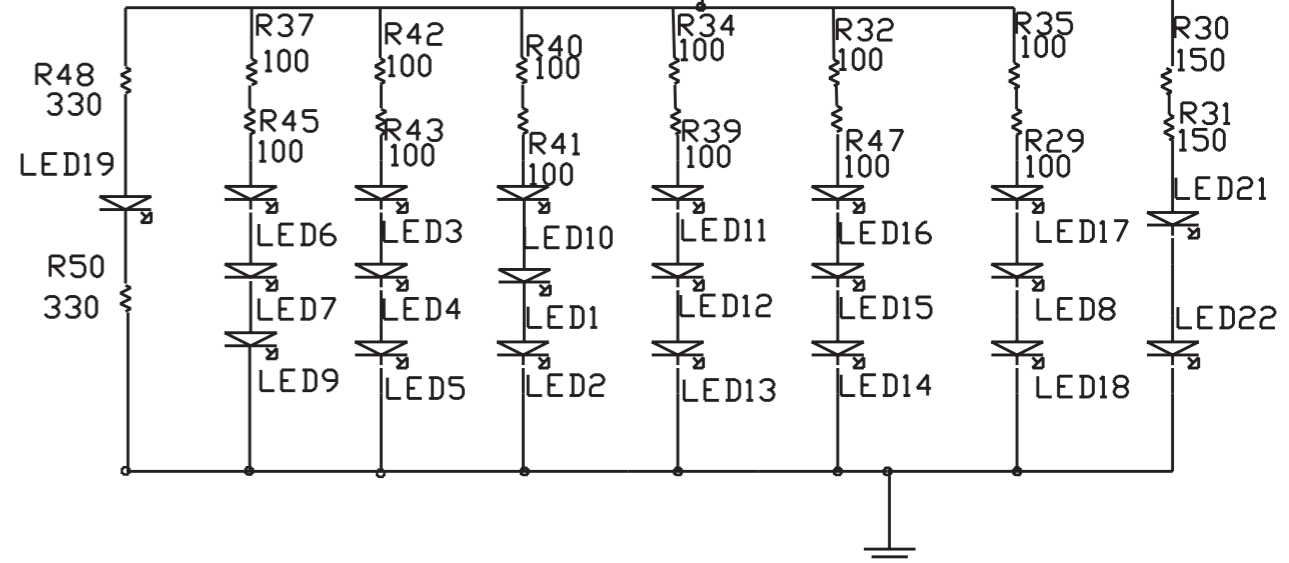 R48
330
LED19
R50
330
R37
100
R45
100
LED6
LED7
LED9
R42
100
R43
100
LED3
LED4
LED5
R40
100
R41
100
LED10
LED1
LED2
R34
100
R39
100
LED11
LED12
LED13
R32
100
R47
100
LED16
LED15
LED14
R35
100
R29
100
LED17
LED8
LED18
R30
150
R31
150
LED21
LED22